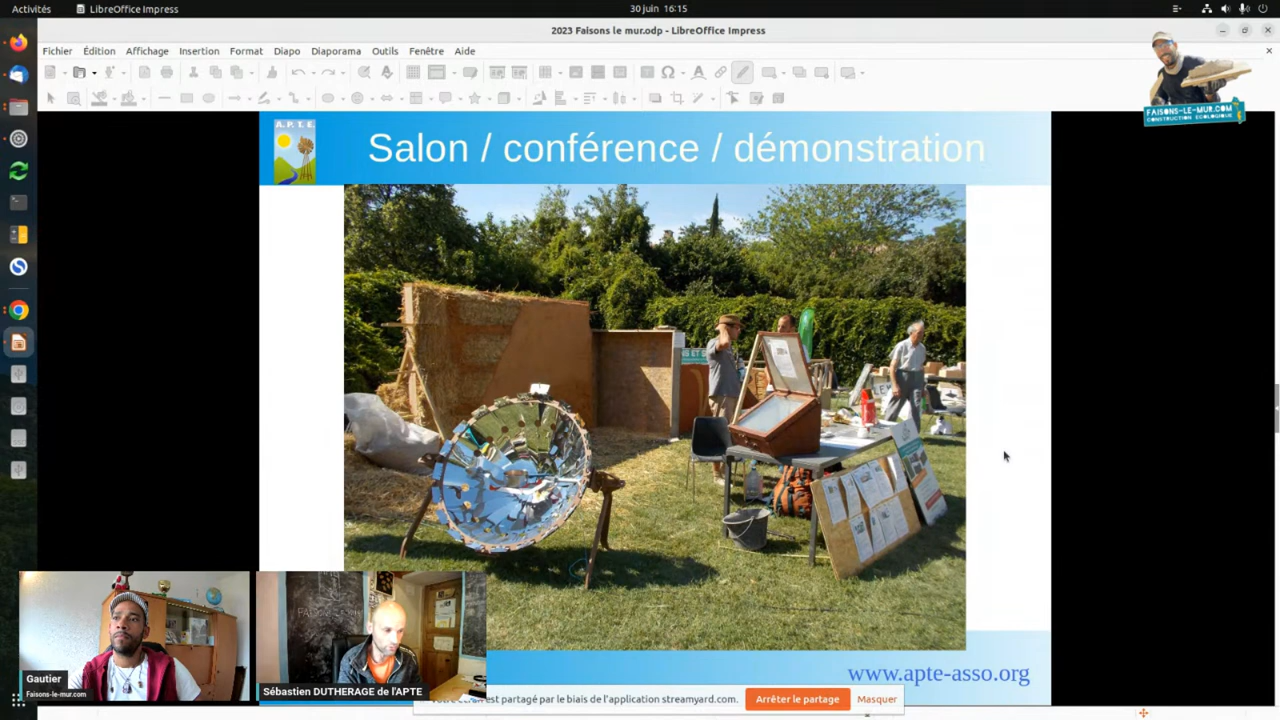 Activités
LibreOffice Impress
30 juin 16:15
2023 Faisons le mur.odp - LibreOffice Impress
Fichier Édition Affichage Insertion Format Diapo Diaporama Outils Fenêtre Aide
FAISONS-LE-MUR.COM
CONSTRUCTION ECOLOGIQUE
A.P.T.E.
Salon / conférence / démonstration
Gautier
Faisons-le-mur.com
Sébastien DUTHERAGE de l'APTE
www.apte-asso.org
est partagé par le biais de l'application streamyard.com.
Arrêter le partage
Masquer